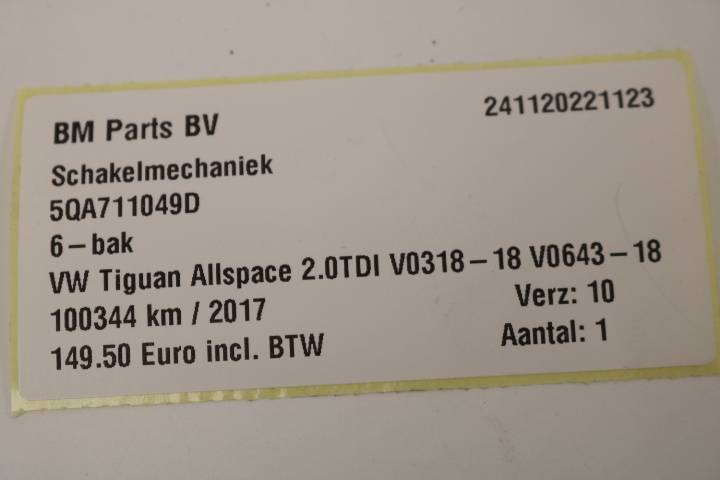 BM Parts BV 241120221123
Schakelmechaniek
5QA711049D
6-bak
VW Tiguan Allspace 2.0TDI V0318-18 V0643-18
100344 km / 2017 Verz: 10
149.50 Euro incl. BTW Aantal: 1